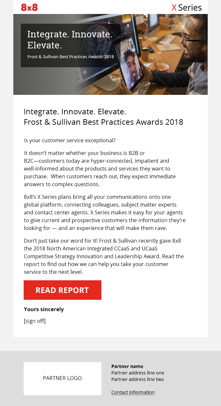 8x8
X Series
Integrate. Innovate.
Elevate.
Frost & Sullivan Best Practices Awards 2018
Integrate. Innovate. Elevate.
Frost & Sullivan Best Practices Awards 2018
Is your customer service exceptional?
It doesn't matter whether your business is B2B or
B2C—customers today are hyper-connected, impatient and
well-informed about the products and services they want to
purchase. When customers reach out, they expect immediate
answers to complex questions.
8x8's X Series plans bring all your communications onto one
global platform, connecting colleagues, subject matter experts
and contact center agents. X Series makes it easy for your agents
to give current and prospective customers the information they're
looking for — and an experience that will make them rave.
Don't just take our word for it! Frost & Sullivan recently gave 8x8
the 2018 North American Integrated CCaaS and UCaaS
Competitive Strategy Innovation and Leadership Award. Read the
report to find out how we can help you take your customer
service to the next level.
READ REPORT
Yours sincerely
[sign off]
PARTNER LOGO
Partner name
Partner address line one
Partner address line two
Contact Information